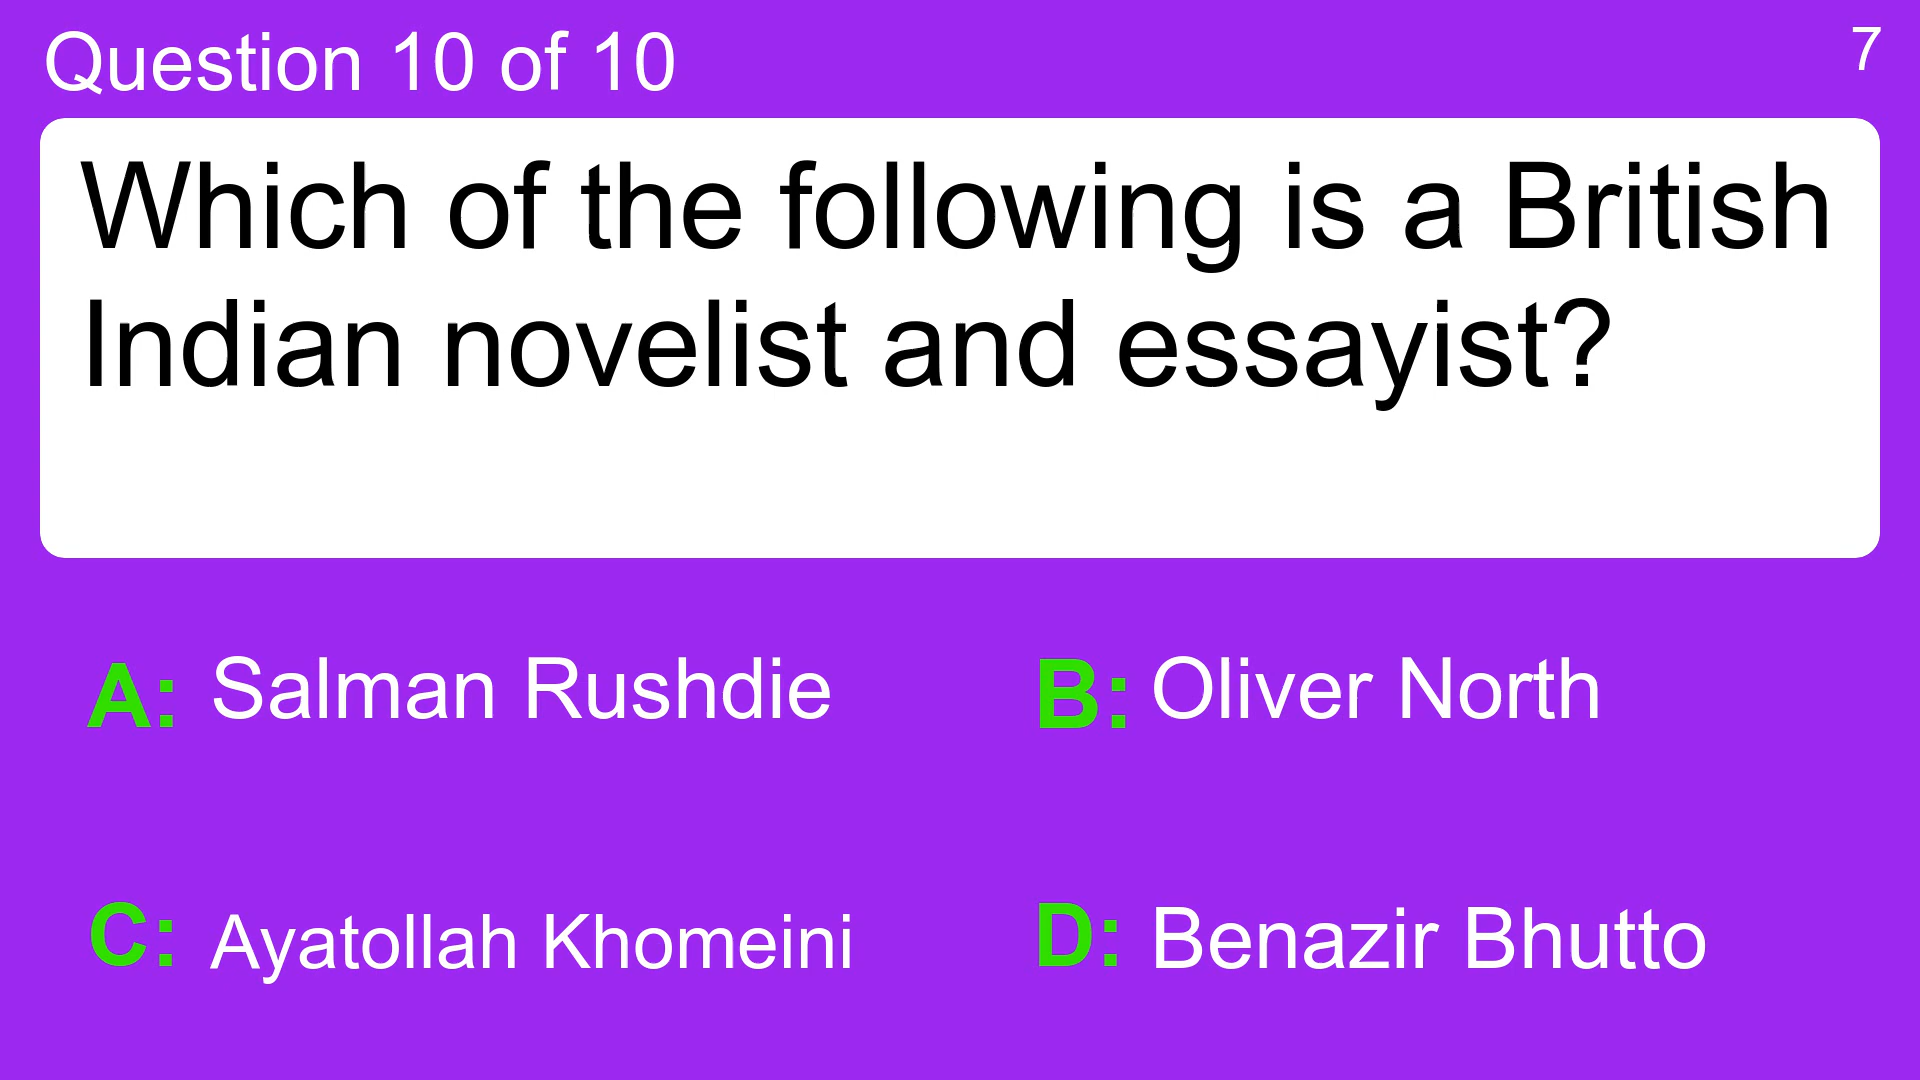 Question 10 of 10
7
Which of the following is a British
Indian novelist and essayist?
A: Salman Rushdie
B: Oliver North
C: Ayatollah Khomeini
D: Benazir Bhutto